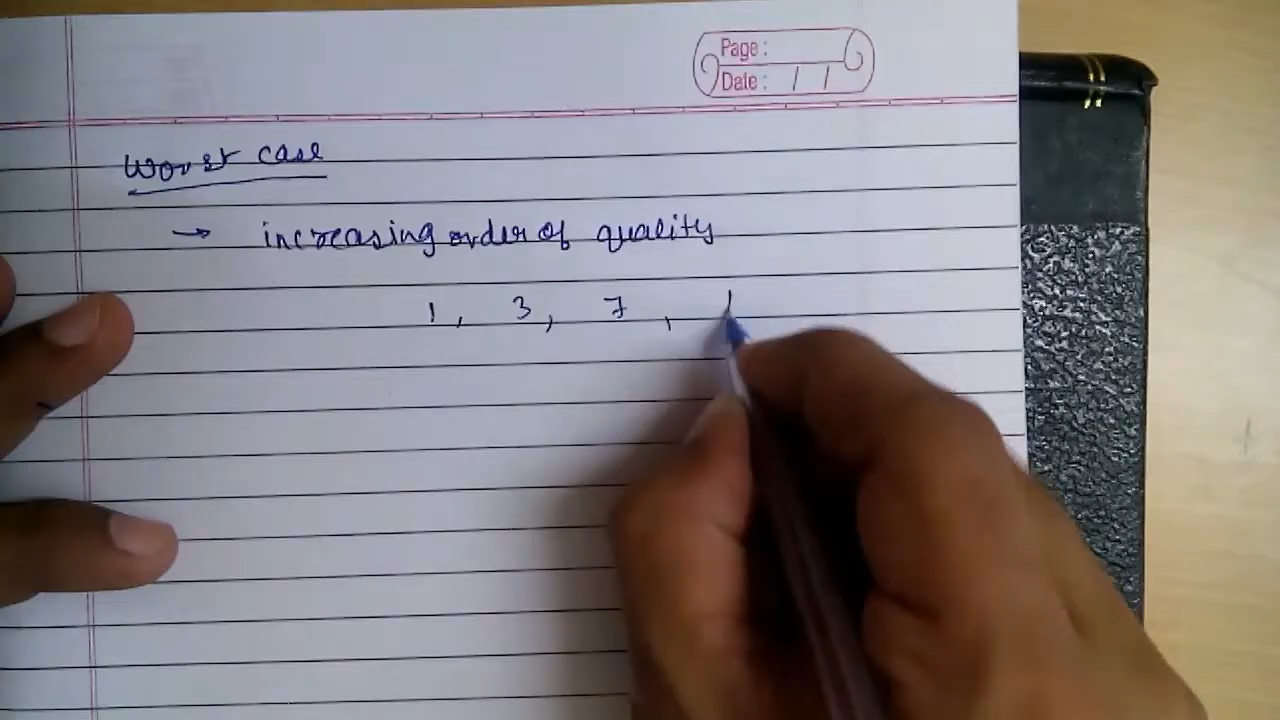 Page :
Date : / /
worst case
→ increasing order of quality
1, 3, 7,